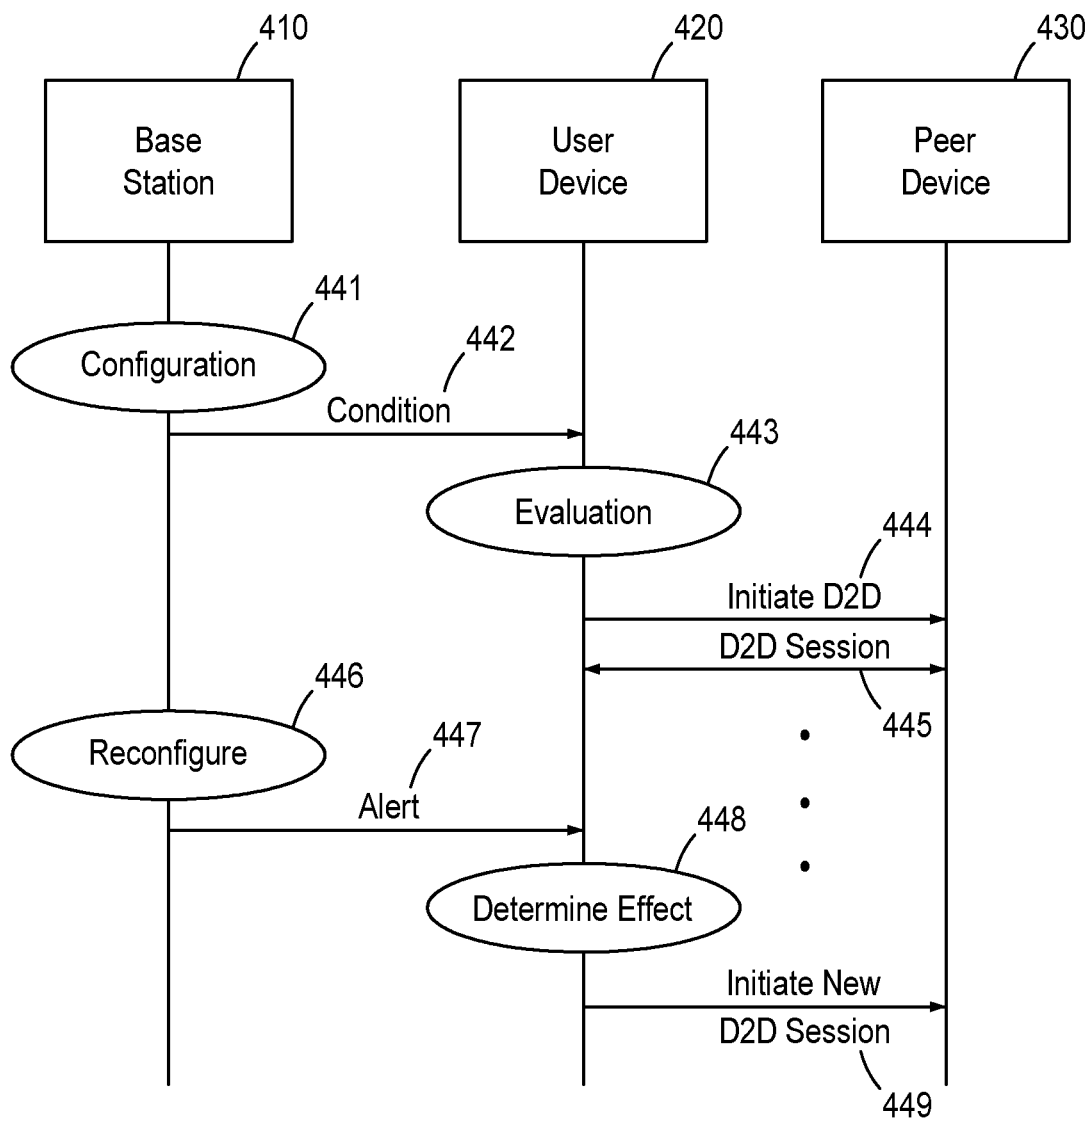 410
420
430
Base
Station
User
Device
Peer
Device
441
Configuration
442
Condition
443
Evaluation
444
Initiate D2D
D2D Session
445
446
Reconfigure
447
Alert
448
Determine Effect
Initiate New
D2D Session
449